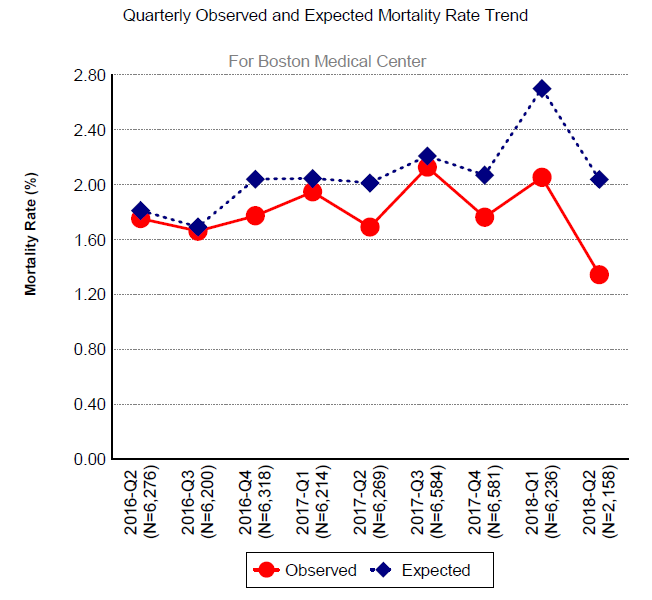 Quarterly Observed and Expected Mortality Rate Trend
For Boston Medical Center
Mortality Rate (%)
2.80
2.40
2.00
1.60
1.20
0.80
0.40
0.00
2016-Q2
(N=6,276)
2016-Q3
(N=6,200)
2016-Q4
(N=6,318)
2017-Q1
(N=6,214)
2017-Q2
(N=6,269)
2017-Q3
(N=6,584)
2017-Q4
(N=6,581)
2018-Q1
(N=6,236)
2018-Q2
(N=2,158)
Observed
Expected